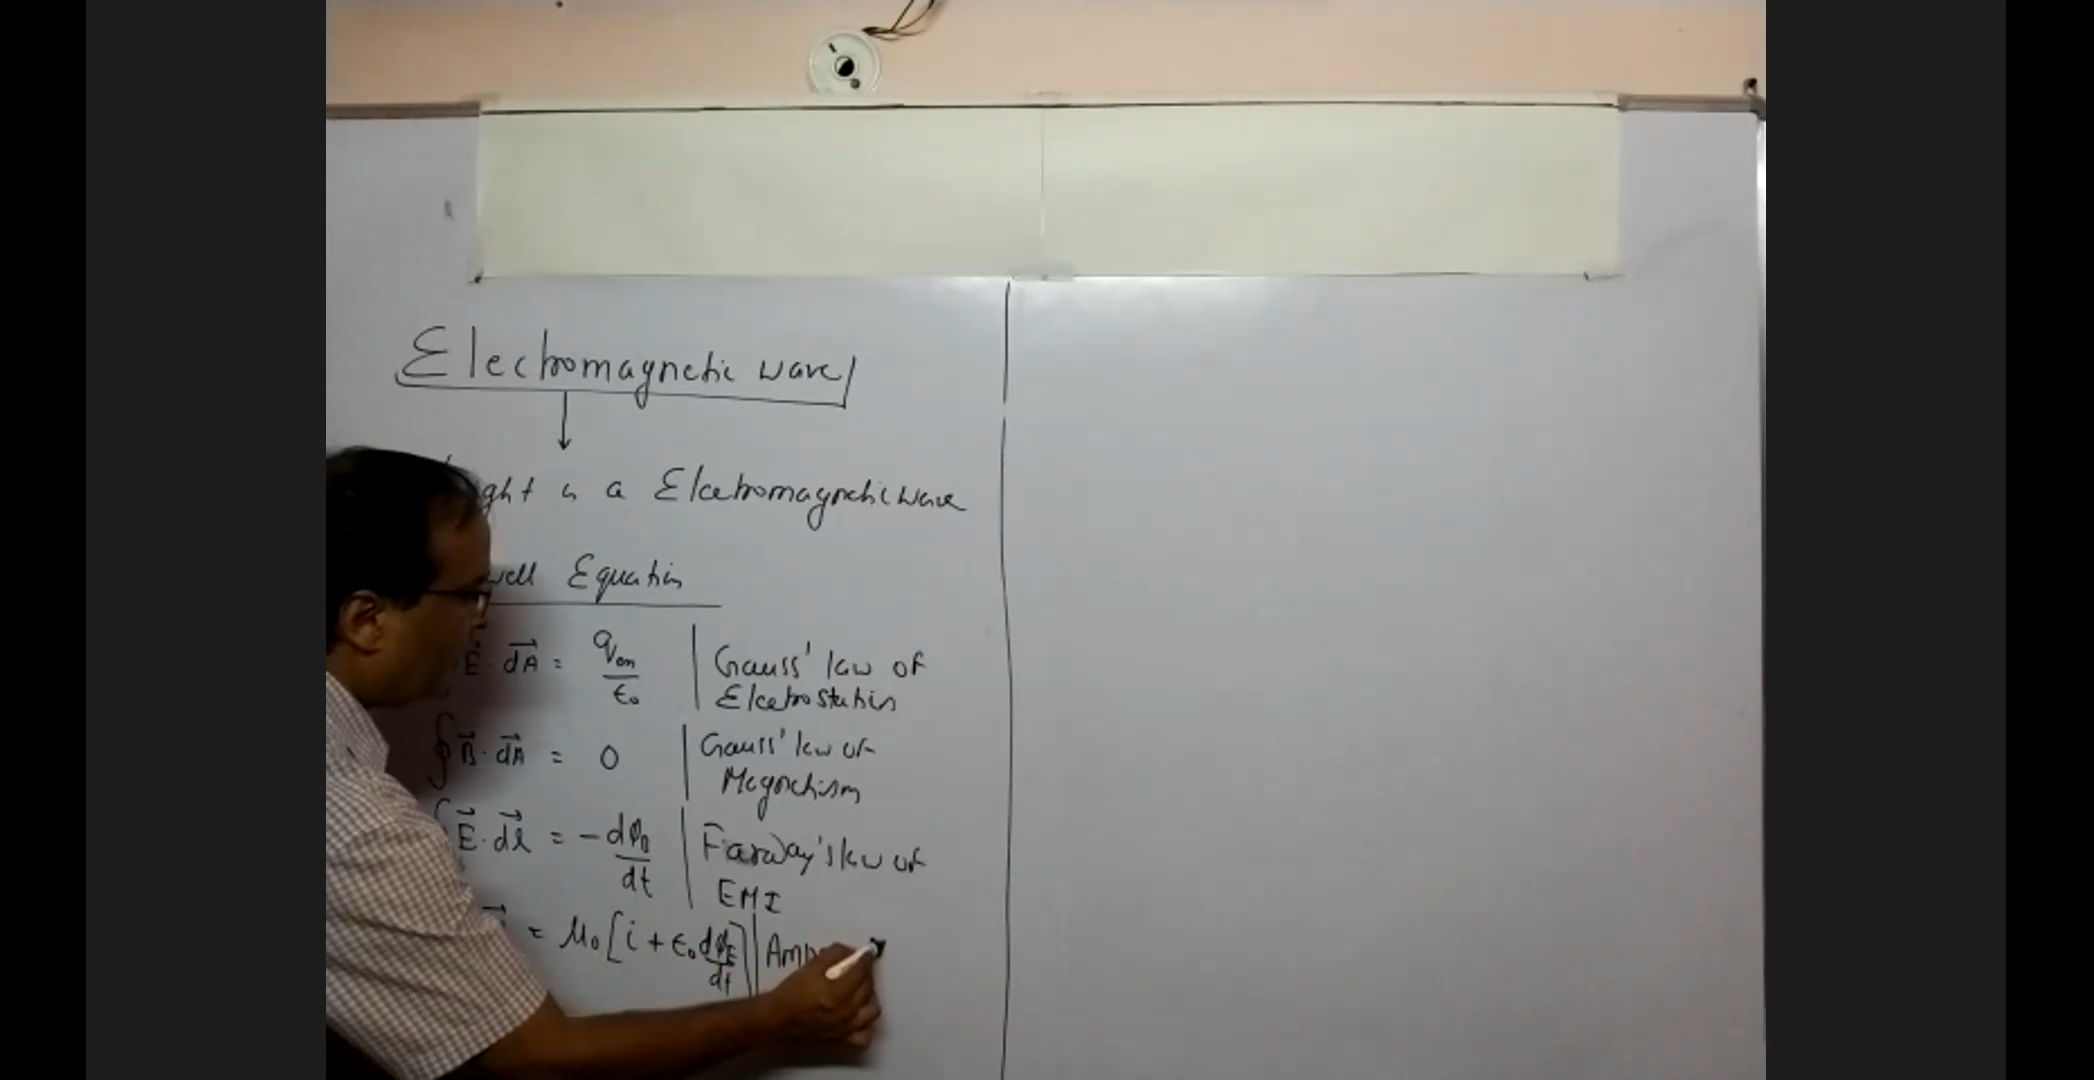 Electromagnetic wave
ght is a Electromagnetic wave
well Equation
E⃗ · dA⃗ = qen/ε₀ | Gauss' law of
Electrostatics
∮ B⃗ · dA⃗ = 0 | Gauss' law of
Magnetism
∫ E⃗ · dl⃗ = -dφB/dt | Faraday's law of
EMI
= μ₀ [i + ε₀ dφE/dt] | Amp